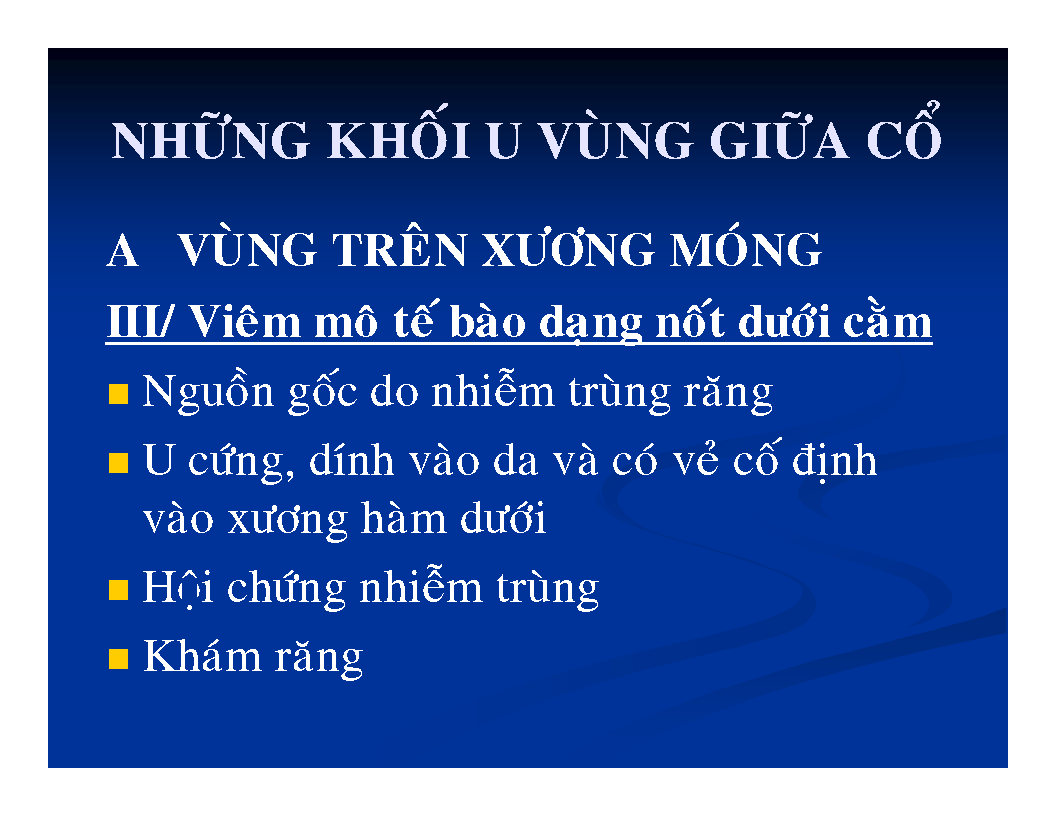 NHỮNG KHỐI U VÙNG GIỮA CỔ
A VÙNG TRÊN XƯƠNG MÓNG
III/ Viêm mô tế bào dạng nốt dưới cằm
Nguồn gốc do nhiễm trùng răng
U cứng, dính vào da và có vẻ cố định
vào xương hàm dưới
Hội chứng nhiễm trùng
Khám răng